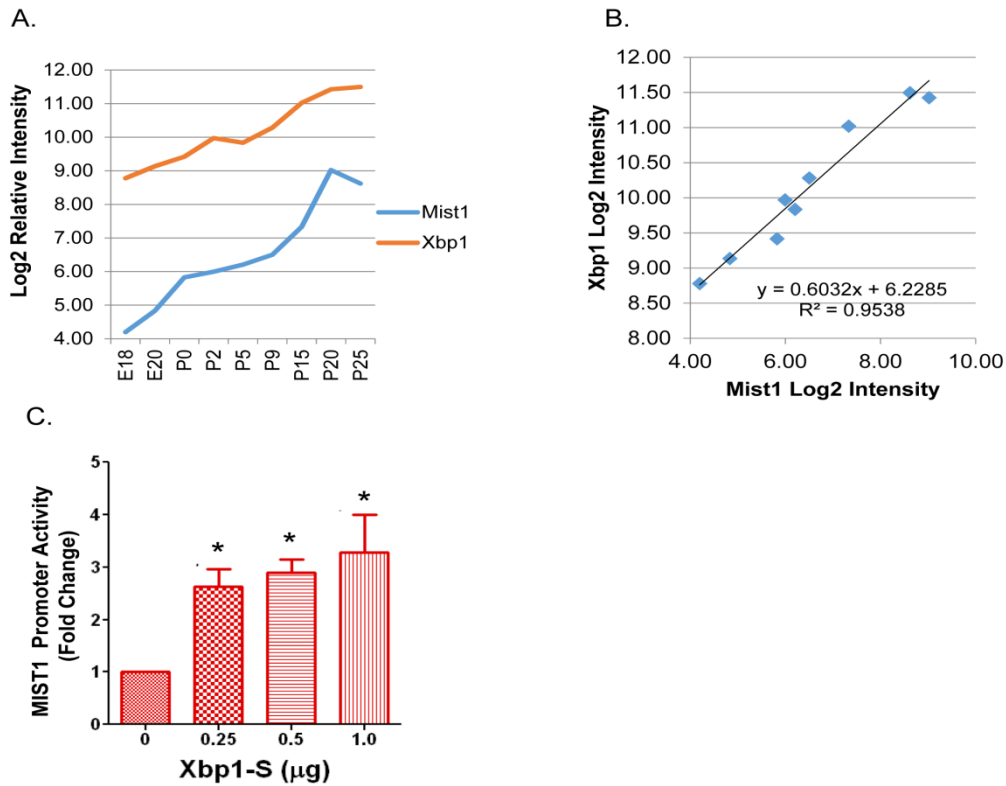 A.
Log2 Relative Intensity
12.00
11.00
10.00
9.00
8.00
7.00
6.00
5.00
4.00
E18
E20
P0
P2
P5
P9
P15
P20
P25
Mist1
Xbp1
B.
Xbp1 Log2 Intensity
12.00
11.50
11.00
10.50
10.00
9.50
9.00
8.50
8.00
y = 0.6032x + 6.2285
R² = 0.9538
4.00
6.00
8.00
10.00
Mist1 Log2 Intensity
C.
MIST1 Promoter Activity
(Fold Change)
5
4
3
2
1
0
*
*
*
0
0.25
0.5
1.0
Xbp1-S (μg)